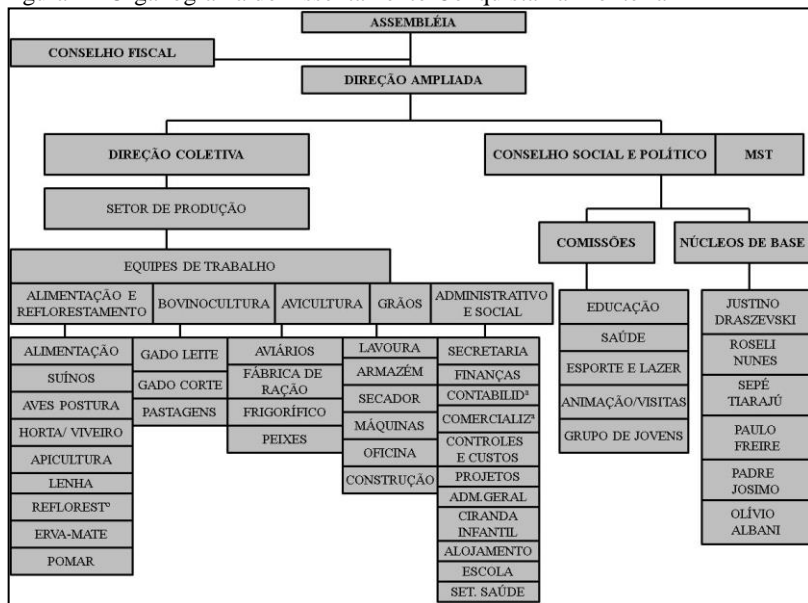 ASSEMBLÉIA
CONSELHO FISCAL
DIREÇÃO AMPLIADA
DIREÇÃO COLETIVA
CONSELHO SOCIAL E POLÍTICO
MST
SETOR DE PRODUÇÃO
COMISSÕES
NÚCLEOS DE BASE
EQUIPES DE TRABALHO
ALIMENTAÇÃO E
REFLORESTAMENTO
BOVINOCULTURA
AVICULTURA
GRÃOS
ADMINISTRATIVO
E SOCIAL
ALIMENTAÇÃO
SUÍNOS
AVES POSTURA
HORTA/ VIVEIRO
APICULTURA
LENHA
REFLORESTº
ERVA-MATE
POMAR
GADO LEITE
GADO CORTE
PASTAGENS
AVIÁRIOS
FÁBRICA DE
RAÇÃO
FRIGORÍFICO
PEIXES
LAVOURA
ARMAZÉM
SECADOR
MÁQUINAS
OFICINA
CONSTRUÇÃO
SECRETARIA
FINANÇAS
CONTABILIDª
COMERCIALIZª
CONTROLES
E CUSTOS
PROJETOS
ADM.GERAL
CIRANDA
INFANTIL
ALOJAMENTO
ESCOLA
SET. SAÚDE
EDUCAÇÃO
SAÚDE
ESPORTE E LAZER
ANIMAÇÃO/VISITAS
GRUPO DE JOVENS
JUSTINO
DRASZEVSKI
ROSELI
NUNES
SEPÉ
TIARAJÚ
PAULO
FREIRE
PADRE
JOSIMO
OLÍVIO
ALBANI